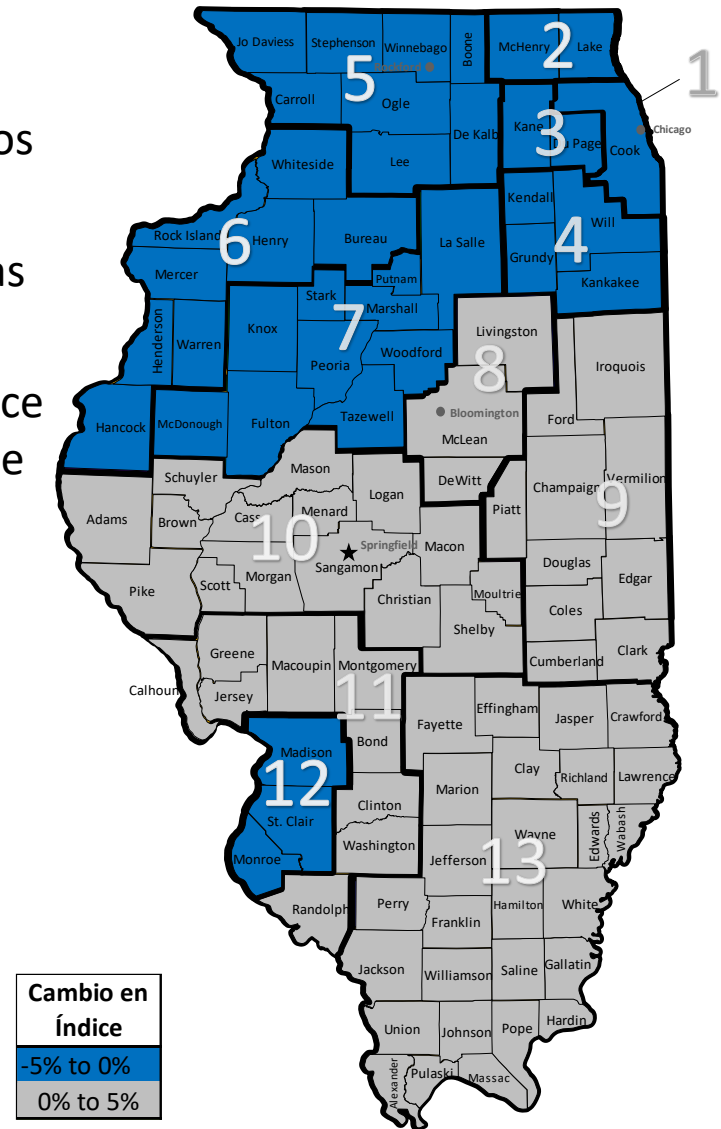 os
ns
ce
e
Jo Daviess
Stephenson
Winnebago
Boone
McHenry
Lake
2
1
5
Rockford
Carroll
Ogle
De Kalb
Kane
3
Du Page
Cook
Chicago
Whiteside
Lee
Kendall
Rock Island
6
Henry
Bureau
La Salle
Will
4
Grundy
Mercer
Putnam
Kankakee
Stark
Marshall
7
Livingston
Henderson
Warren
Knox
Peoria
Woodford
8
Iroquois
Hancock
McDonough
Fulton
Tazewell
Bloomington
McLean
Ford
Schuyler
Mason
Logan
DeWitt
Champaign
Vermilion
9
Adams
Brown
Cass
Menard
10
Piatt
Springfield
Sangamon
Macon
Douglas
Edgar
Pike
Scott
Morgan
Christian
Moultrie
Coles
Shelby
Greene
Macoupin
Montgomery
Cumberland
Clark
Calhoun
Jersey
11
Fayette
Effingham
Jasper
Crawford
Madison
Bond
12
Clay
Richland
Lawrence
Marion
St. Clair
Clinton
Wayne
Edwards
Wabash
Monroe
Washington
Jefferson
13
Randolph
Perry
Hamilton
White
Franklin
Jackson
Williamson
Saline
Gallatin
Union
Johnson
Pope
Hardin
Alexander
Pulaski
Massac
Cambio en
Índice
-5% to 0%
0% to 5%